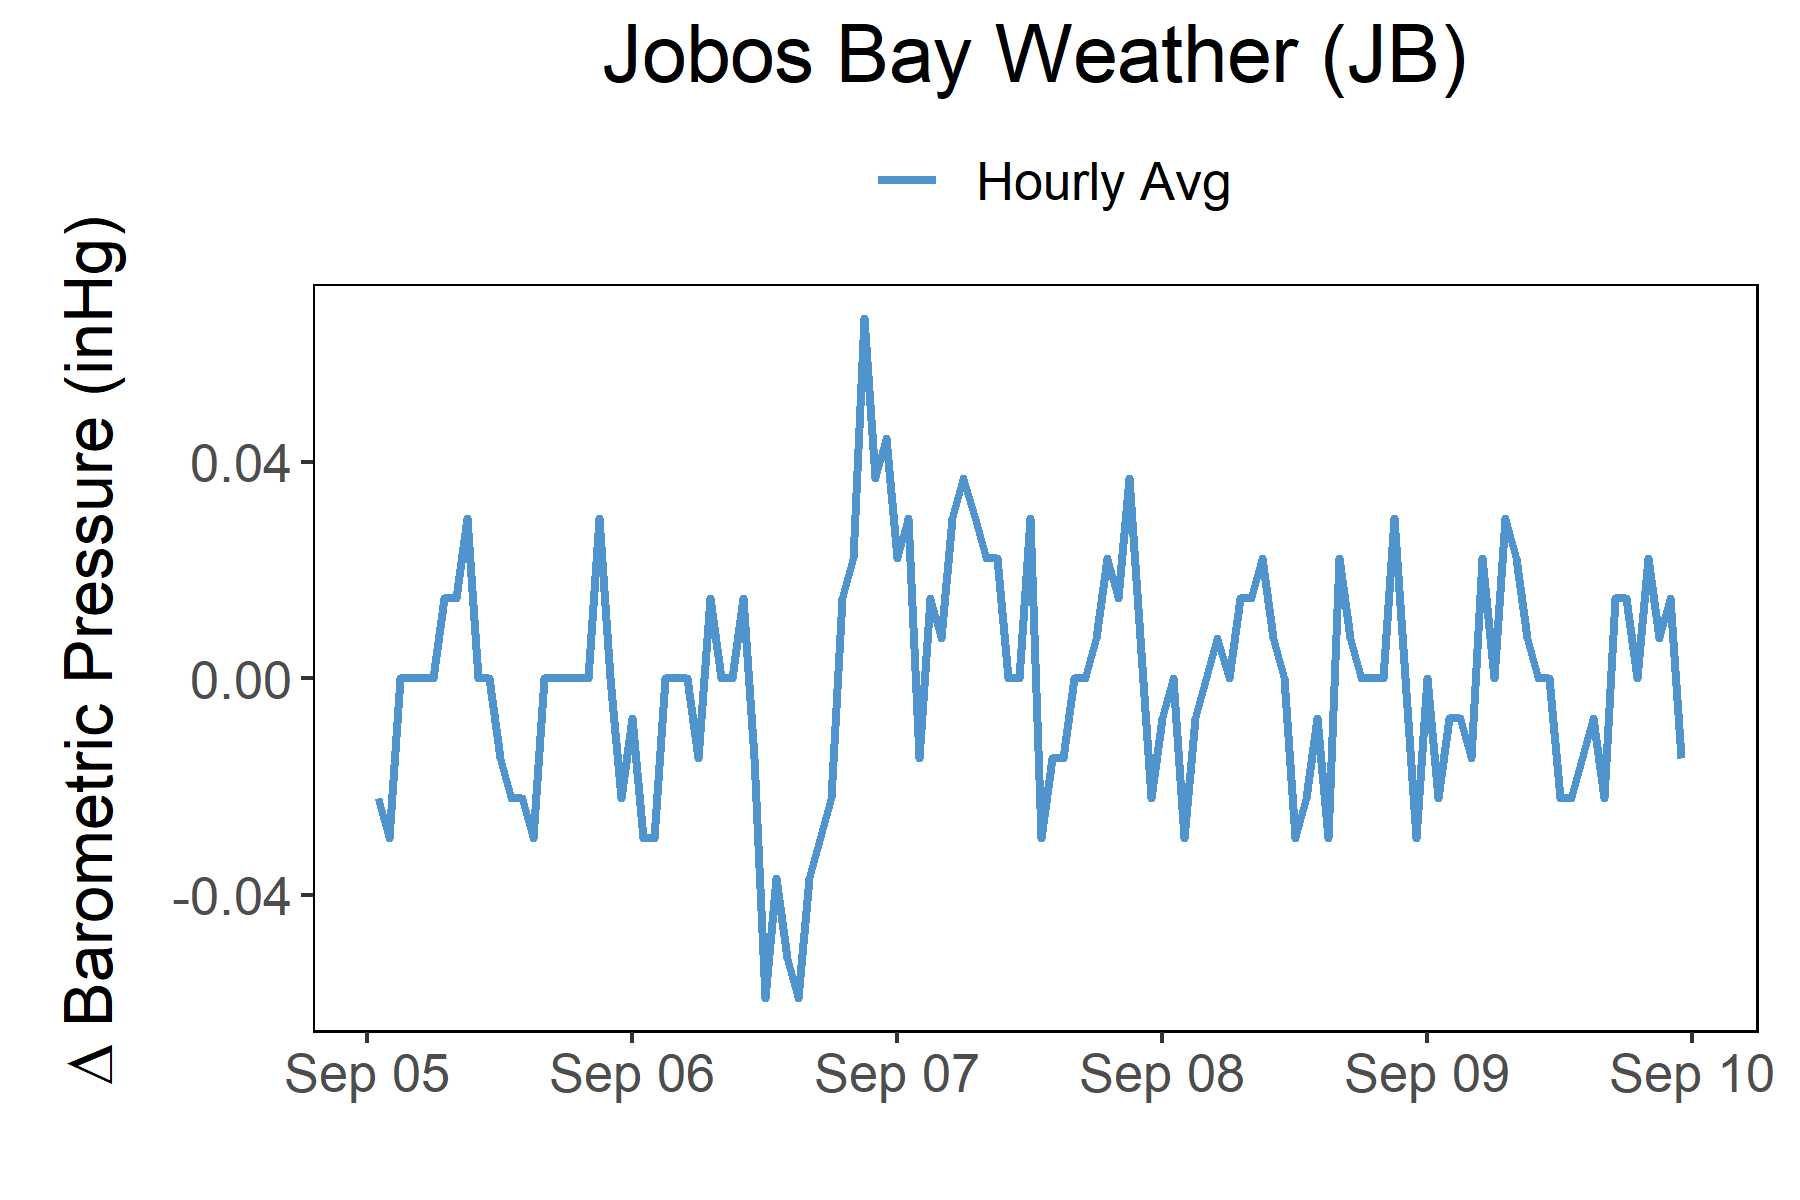 Jobos Bay Weather (JB)
Hourly Avg
Δ Barometric Pressure (inHg)
0.04
0.00
-0.04
Sep 05 Sep 06 Sep 07 Sep 08 Sep 09 Sep 10